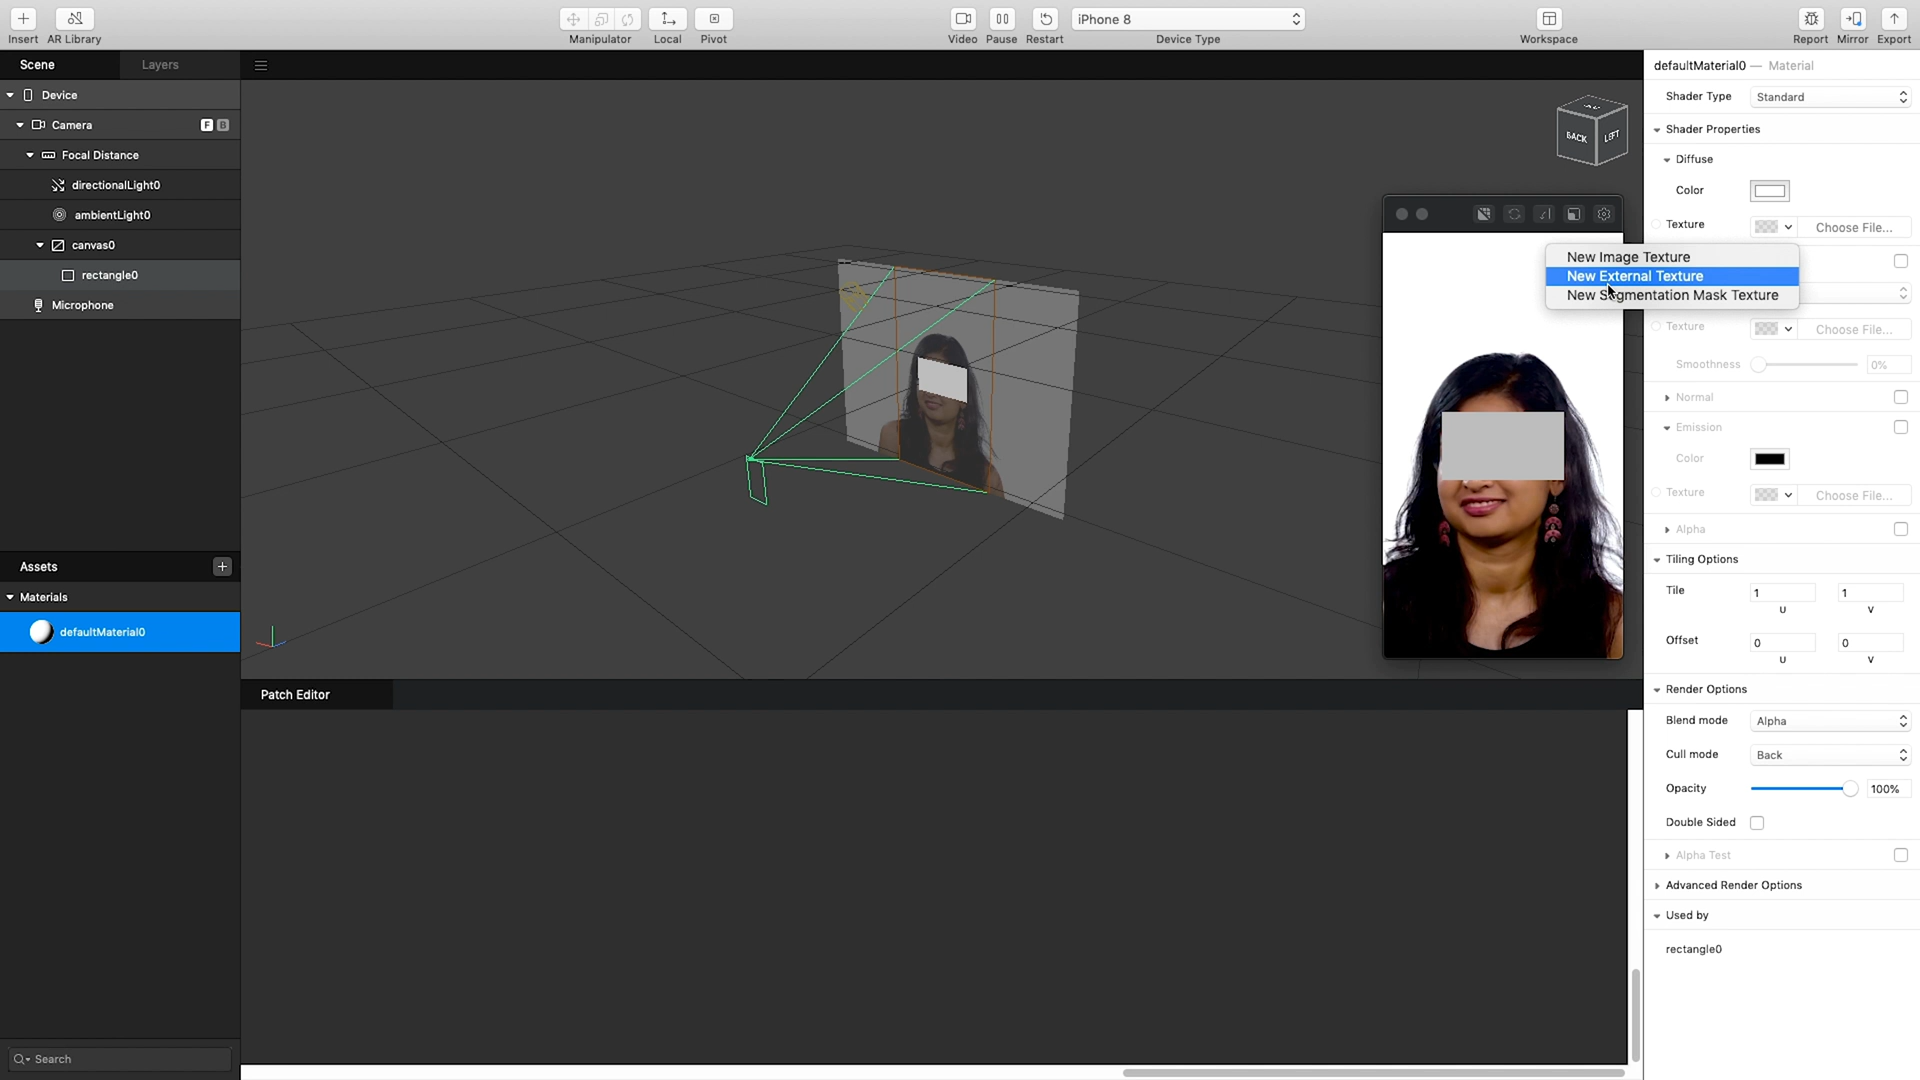 Insert
AR Library
Manipulator
Local
Pivot
Video
Pause
Restart
iPhone 8
Device Type
Workspace
Report
Mirror
Export
Scene
Layers
Device
Camera
F
B
Focal Distance
directionalLight0
ambientLight0
canvas0
rectangle0
Microphone
Assets
Materials
defaultMaterial0
Search
BACK
LEFT
Patch Editor
defaultMaterial0 — Material
Shader Type
Standard
Shader Properties
Diffuse
Color
Texture
Choose File...
New Image Texture
New External Texture
New Segmentation Mask Texture
Texture
Choose File...
Smoothness
0%
Normal
Emission
Color
Texture
Choose File...
Alpha
Tiling Options
Tile
1
1
U
V
Offset
0
0
U
V
Render Options
Blend mode
Alpha
Cull mode
Back
Opacity
100%
Double Sided
Alpha Test
Advanced Render Options
Used by
rectangle0